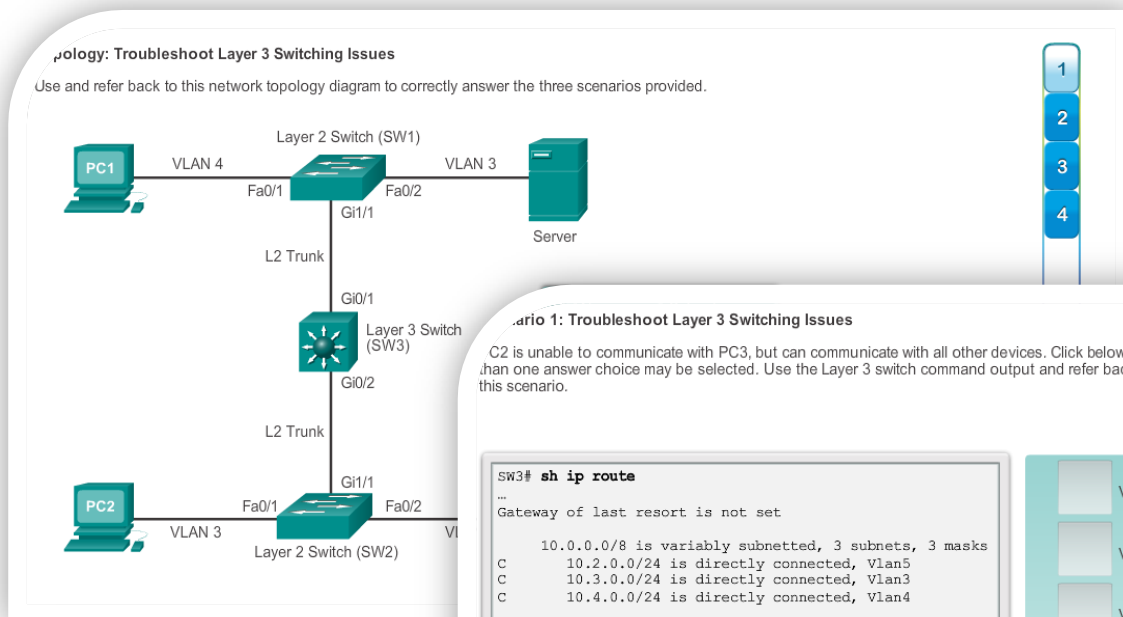 Topology: Troubleshoot Layer 3 Switching Issues
Use and refer back to this network topology diagram to correctly answer the three scenarios provided.
1
2
3
4
Layer 2 Switch (SW1)
PC1
VLAN 4
VLAN 3
Fa0/1
Fa0/2
Gi1/1
Server
L2 Trunk
Gi0/1
Layer 3 Switch
(SW3)
Gi0/2
L2 Trunk
Gi1/1
PC2
Fa0/1
Fa0/2
VLAN 3
Layer 2 Switch (SW2)
1: Troubleshoot Layer 3 Switching Issues
is unable to communicate with PC3, but can communicate with all other devices. Click below
than one answer choice may be selected. Use the Layer 3 switch command output and refer
this scenario.
SW3# sh ip route
…
Gateway of last resort is not set
10.0.0.0/8 is variably subnetted, 3 subnets, 3 masks
C 10.2.0.0/24 is directly connected, Vlan5
C 10.3.0.0/24 is directly connected, Vlan3
C 10.4.0.0/24 is directly connected, Vlan4